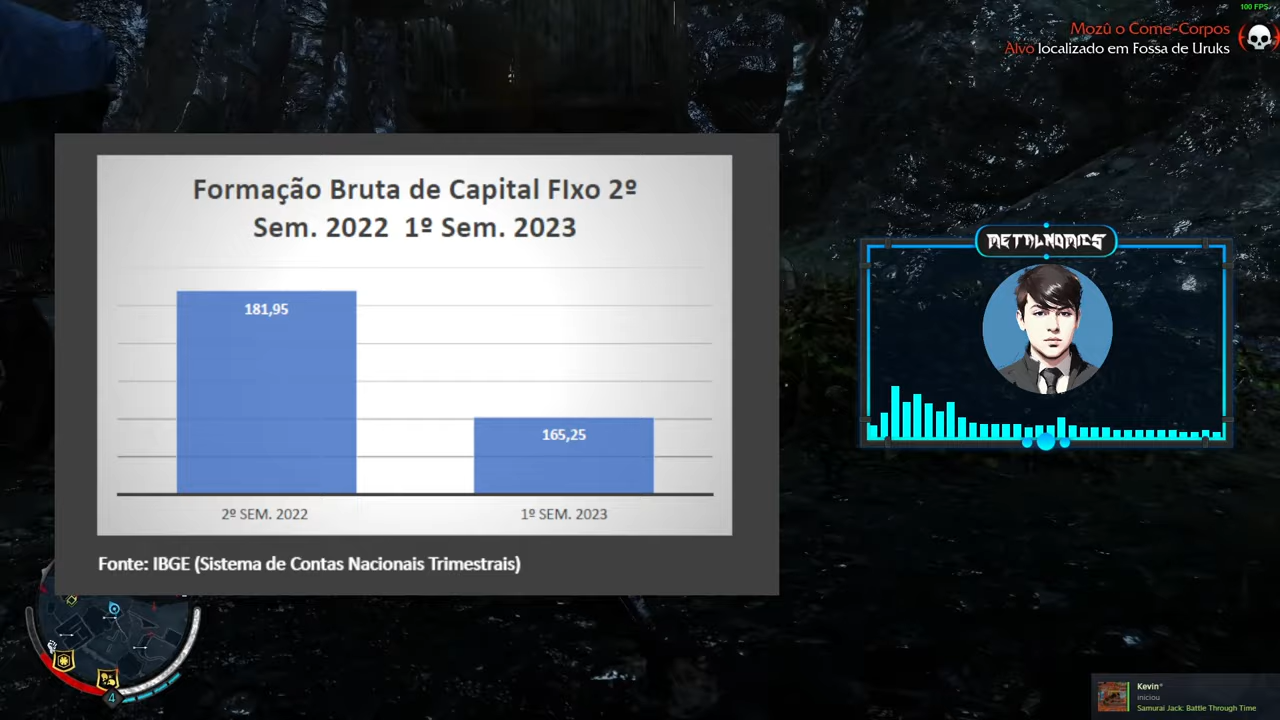 100 FPS
Mozû o Come-Corpos
Alvo localizado em Fossa de Uruks
Formação Bruta de Capital FIxo 2º
Sem. 2022 1º Sem. 2023
181,95
165,25
2º SEM. 2022
1º SEM. 2023
Fonte: IBGE (Sistema de Contas Nacionais Trimestrais)
METALNOMICS
4
Kevin*
iniciou
Samurai Jack: Battle Through Time